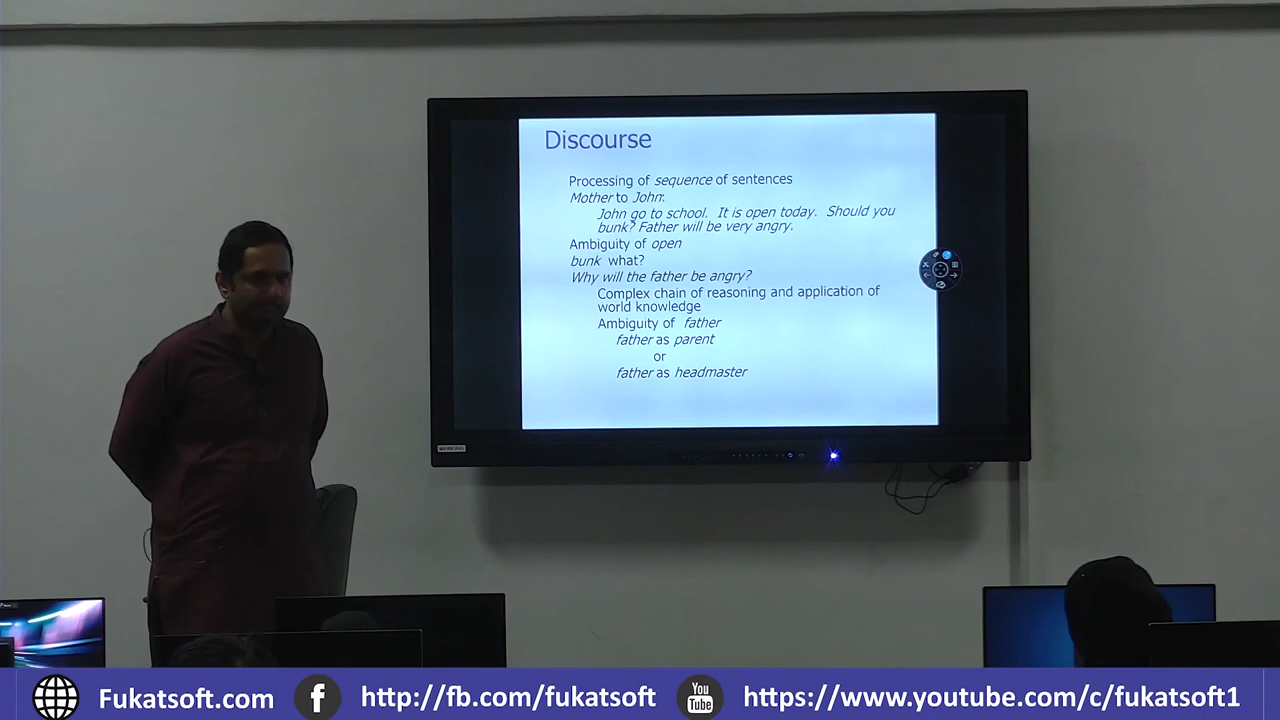 Discourse
Processing of sequence of sentences
Mother to John:
John go to school. It is open today. Should you
bunk? Father will be very angry.
Ambiguity of open
bunk what?
Why will the father be angry?
Complex chain of reasoning and application of
world knowledge
Ambiguity of father
father as parent
or
father as headmaster
Fukatsoft.com
f
http://fb.com/fukatsoft
You
Tube
https://www.youtube.com/c/fukatsoft1